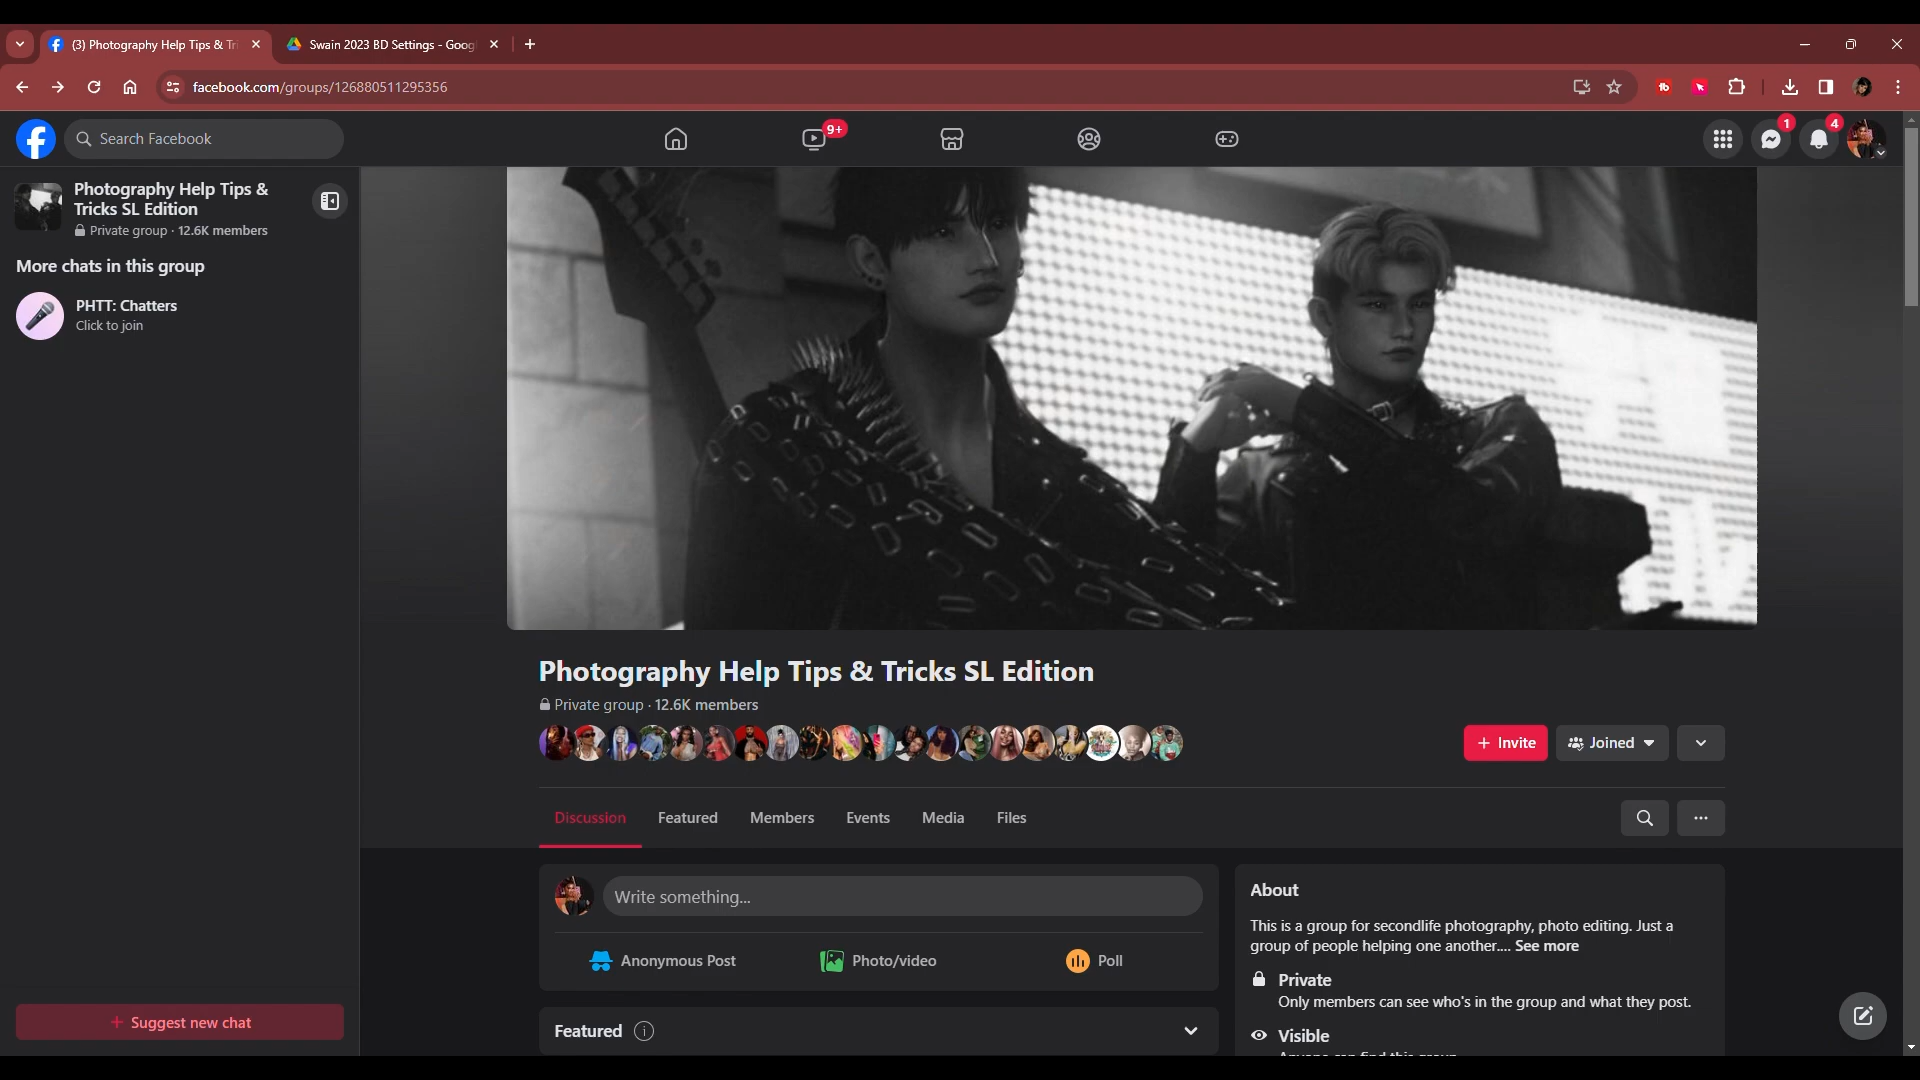 (3) Photography Help Tips & Tr
Swain 2023 BD Settings - Goog
facebook.com/groups/126880511295356
Search Facebook
9+
1
4
Photography Help Tips &
Tricks SL Edition
Private group · 12.6K members
More chats in this group
PHTT: Chatters
Click to join
Photography Help Tips & Tricks SL Edition
Private group · 12.6K members
+ Invite
Joined
Discussion
Featured
Members
Events
Media
Files
Write something...
Anonymous Post
Photo/video
Poll
Featured
About
This is a group for secondlife photography, photo editing. Just a
group of people helping one another.... See more
Private
Only members can see who's in the group and what they post.
Visible
+ Suggest new chat